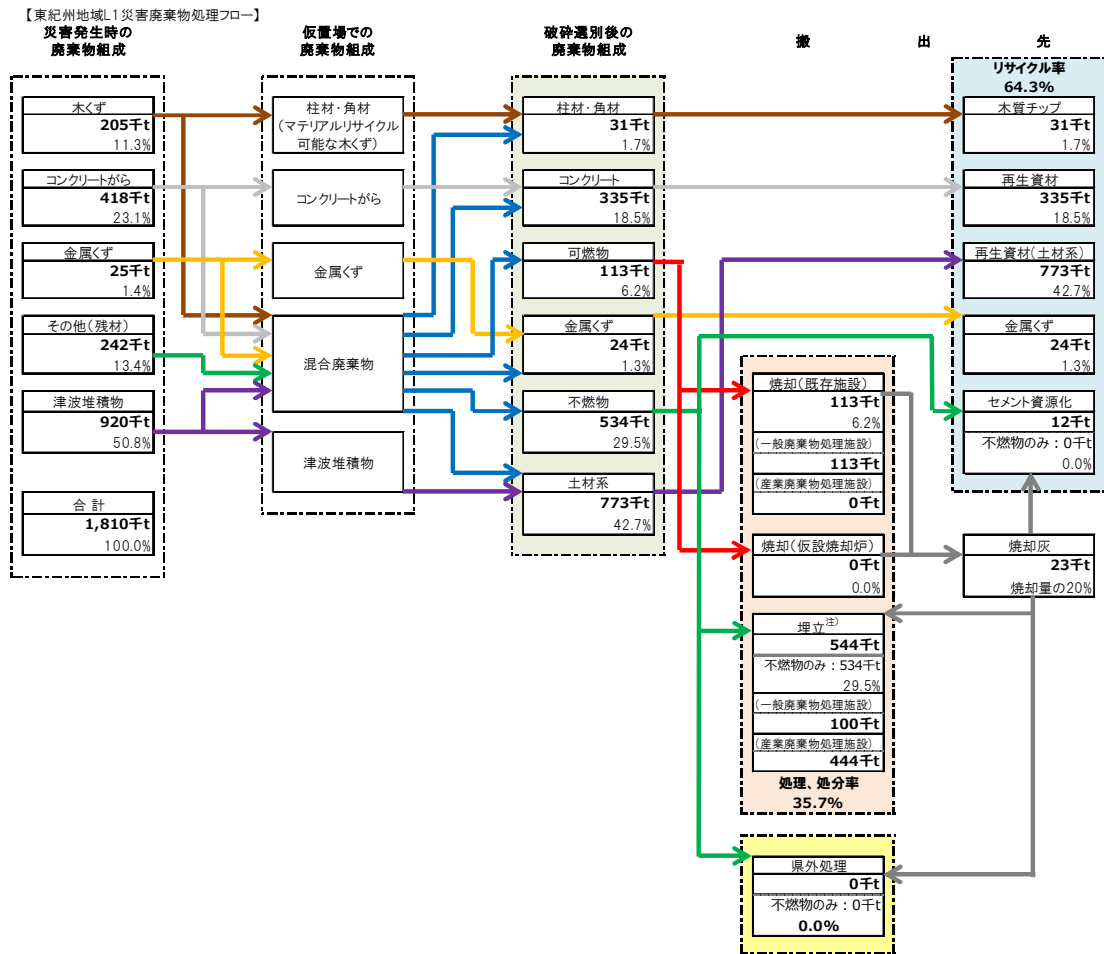 【東紀州地域L1災害廃棄物処理フロー】
災害発生時の
廃棄物組成
仮置場での
廃棄物組成
破砕選別後の
廃棄物組成
搬 出 先
木くず
205千t
11.3%
コンクリートがら
418千t
23.1%
金属くず
25千t
1.4%
その他(残材)
242千t
13.4%
津波堆積物
920千t
50.8%
合計
1,810千t
100.0%
柱材・角材
(マテリアルリサイクル
可能な木くず)
コンクリートがら
金属くず
混合廃棄物
津波堆積物
柱材・角材
31千t
1.7%
コンクリート
335千t
18.5%
可燃物
113千t
6.2%
金属くず
24千t
1.3%
不燃物
534千t
29.5%
土材系
773千t
42.7%
焼却(既存施設)
113千t
6.2%
(一般廃棄物処理施設)
113千t
(産業廃棄物処理施設)
0千t
焼却(仮設焼却炉)
0千t
0.0%
埋立注)
544千t
不燃物のみ:534千t
29.5%
(一般廃棄物処理施設)
100千t
(産業廃棄物処理施設)
444千t
処理、処分率
35.7%
県外処理
0千t
不燃物のみ:0千t
0.0%
リサイクル率
64.3%
木質チップ
31千t
1.7%
再生資材
335千t
18.5%
再生資材(土材系)
773千t
42.7%
金属くず
24千t
1.3%
セメント資源化
12千t
不燃物のみ:0千t
0.0%
焼却灰
23千t
焼却量の20%